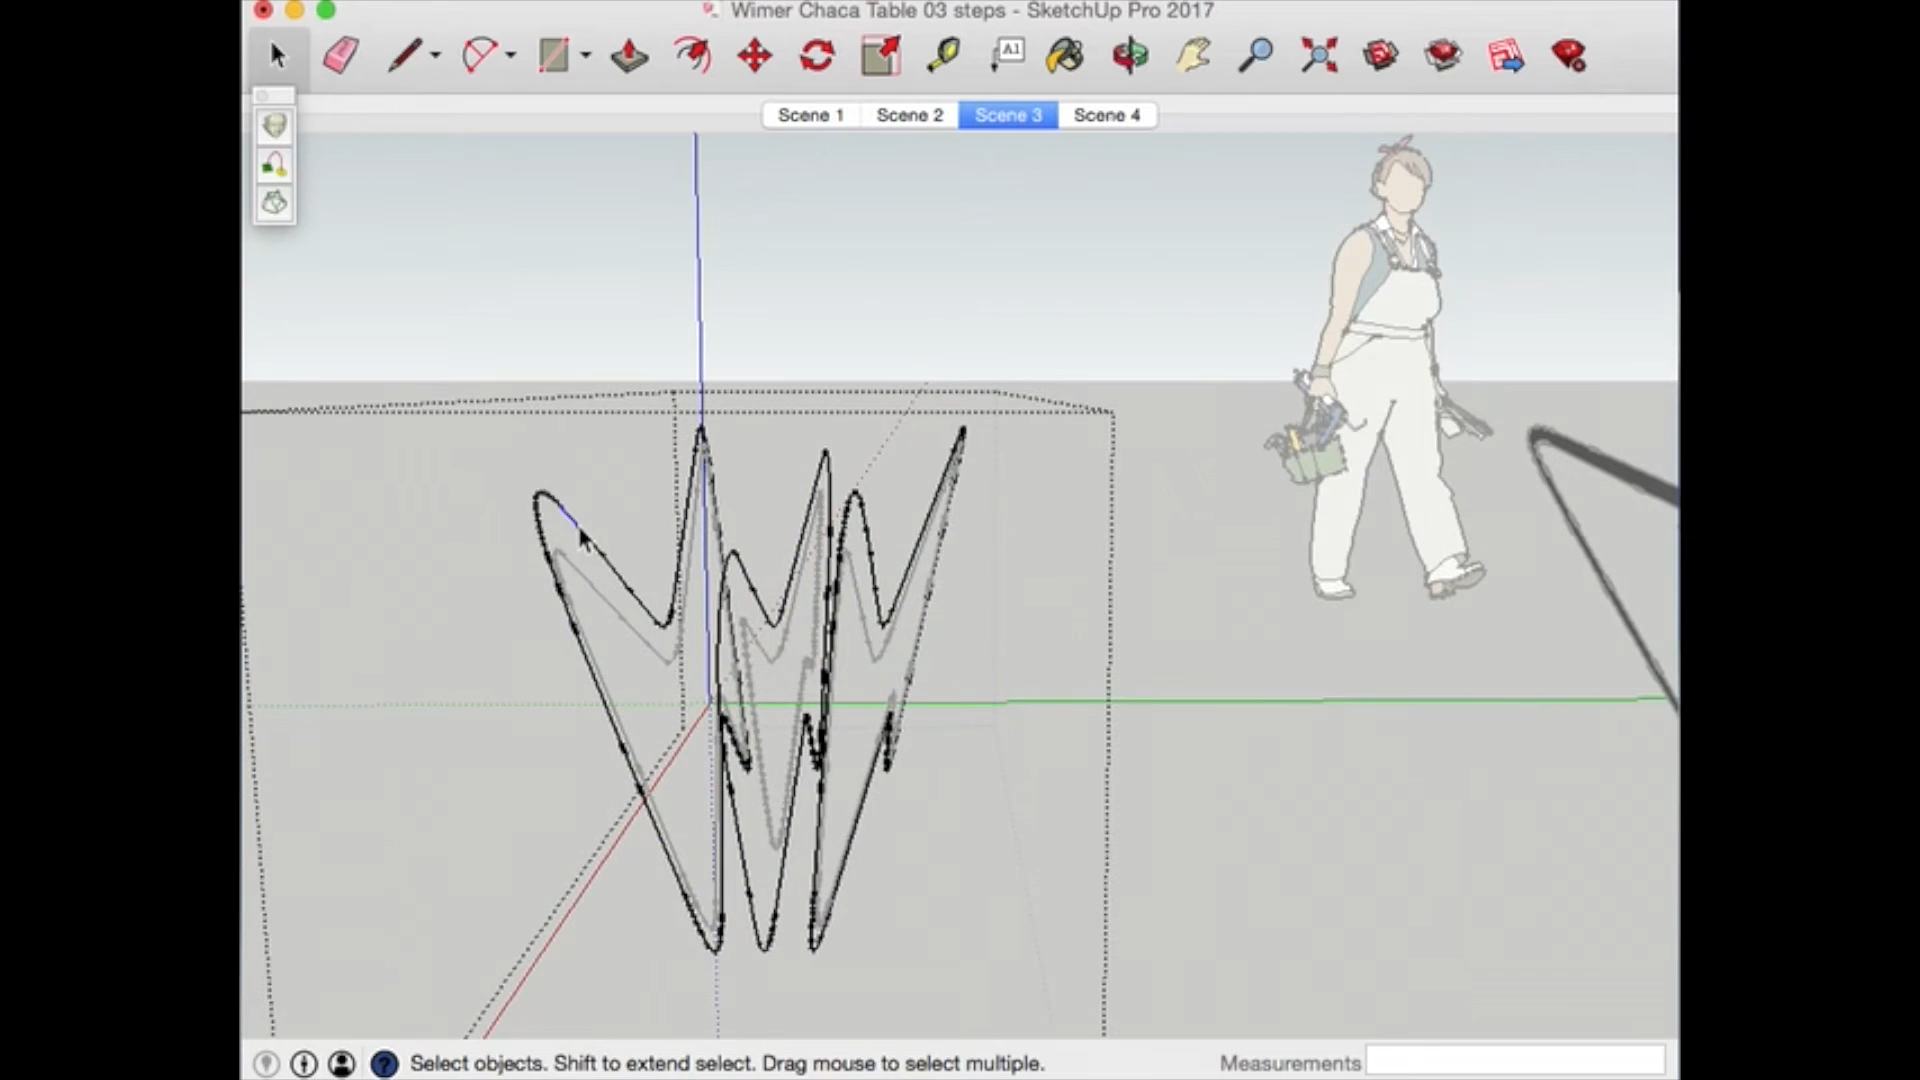 Wimer Chaca Table 03 steps - SketchUp Pro 2017
A1
Scene 1 Scene 2 Scene 3 Scene 4
Select objects. Shift to extend select. Drag mouse to select multiple. Measurements